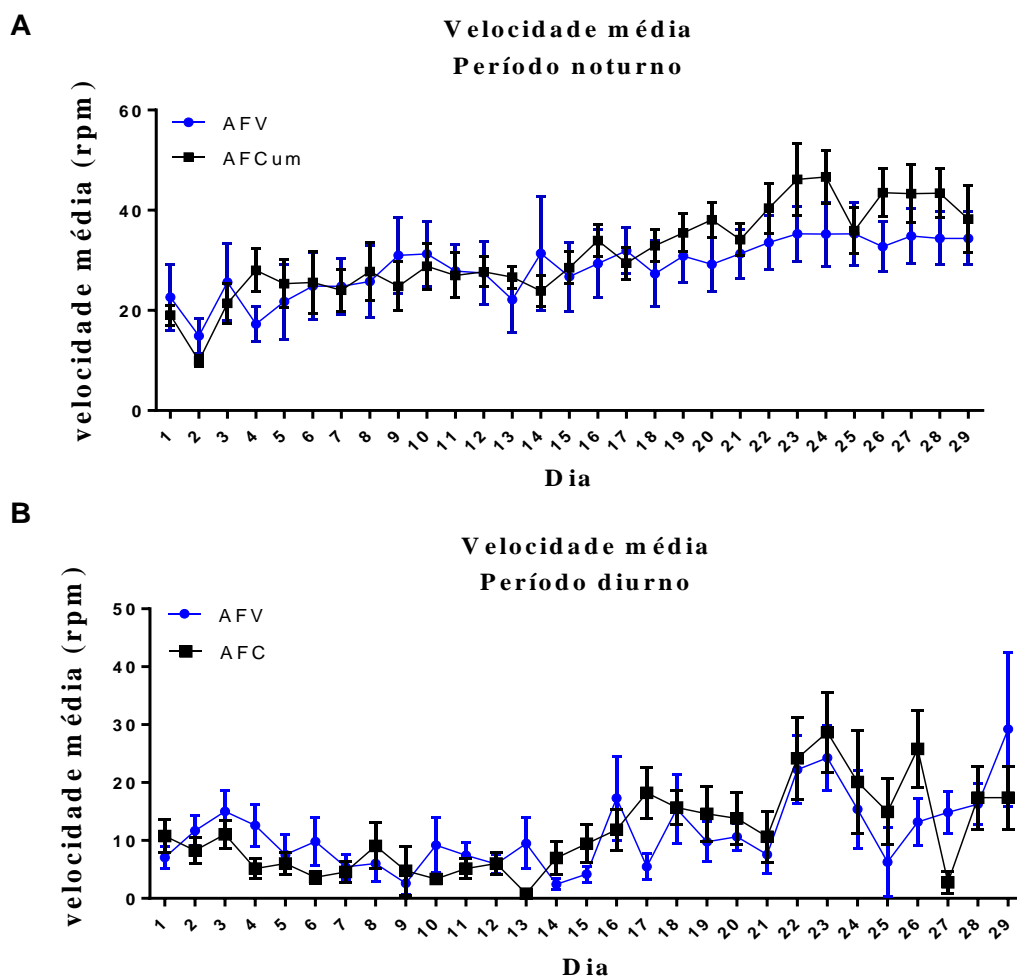 A
Velocidade média
Período noturno
velocidade média (rpm)
60
40
20
0
AFV
AFCum
1 2 3 4 5 6 7 8 9 10 11 12 13 14 15 16 17 18 19 20 21 22 23 24 25 26 27 28 29
Dia
B
Velocidade média
Período diurno
velocidade média (rpm)
50
40
30
20
10
0
AFV
AFC
1 2 3 4 5 6 7 8 9 10 11 12 13 14 15 16 17 18 19 20 21 22 23 24 25 26 27 28 29
Dia